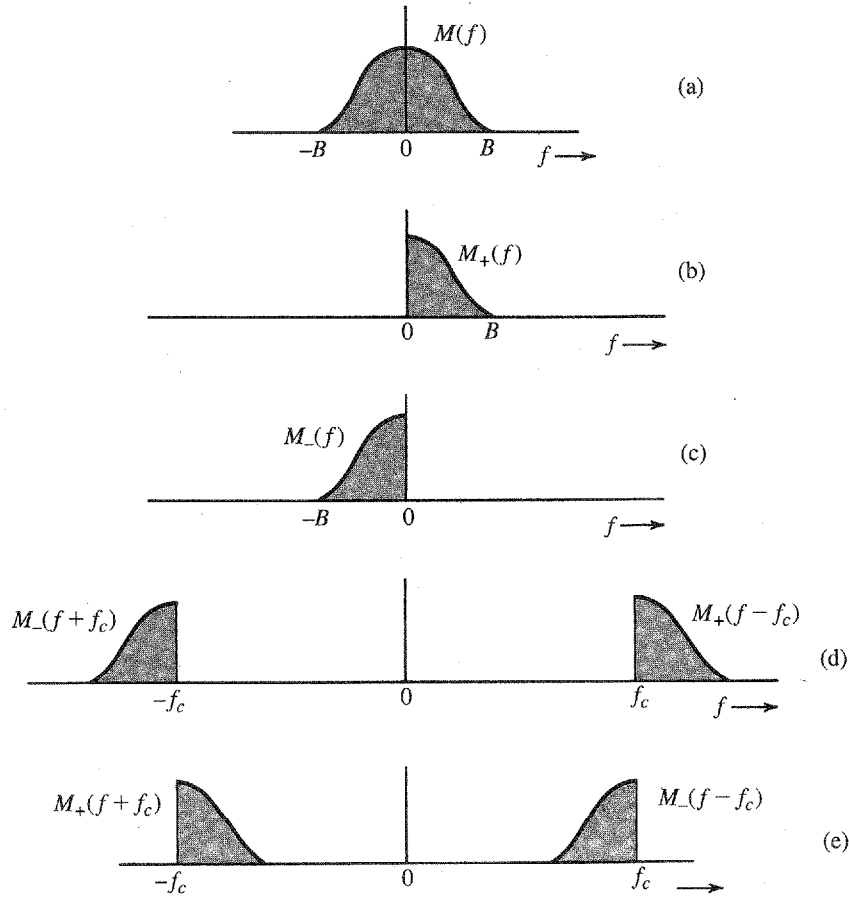 M(f)
(a)
–B 0 B f
M₊(f)
(b)
0 B f
M₋(f)
(c)
–B 0 f
M₋(f + f_c) M₊(f – f_c)
(d)
–f_c 0 f_c f
M₊(f + f_c) M₋(f – f_c)
(e)
–f_c 0 f_c